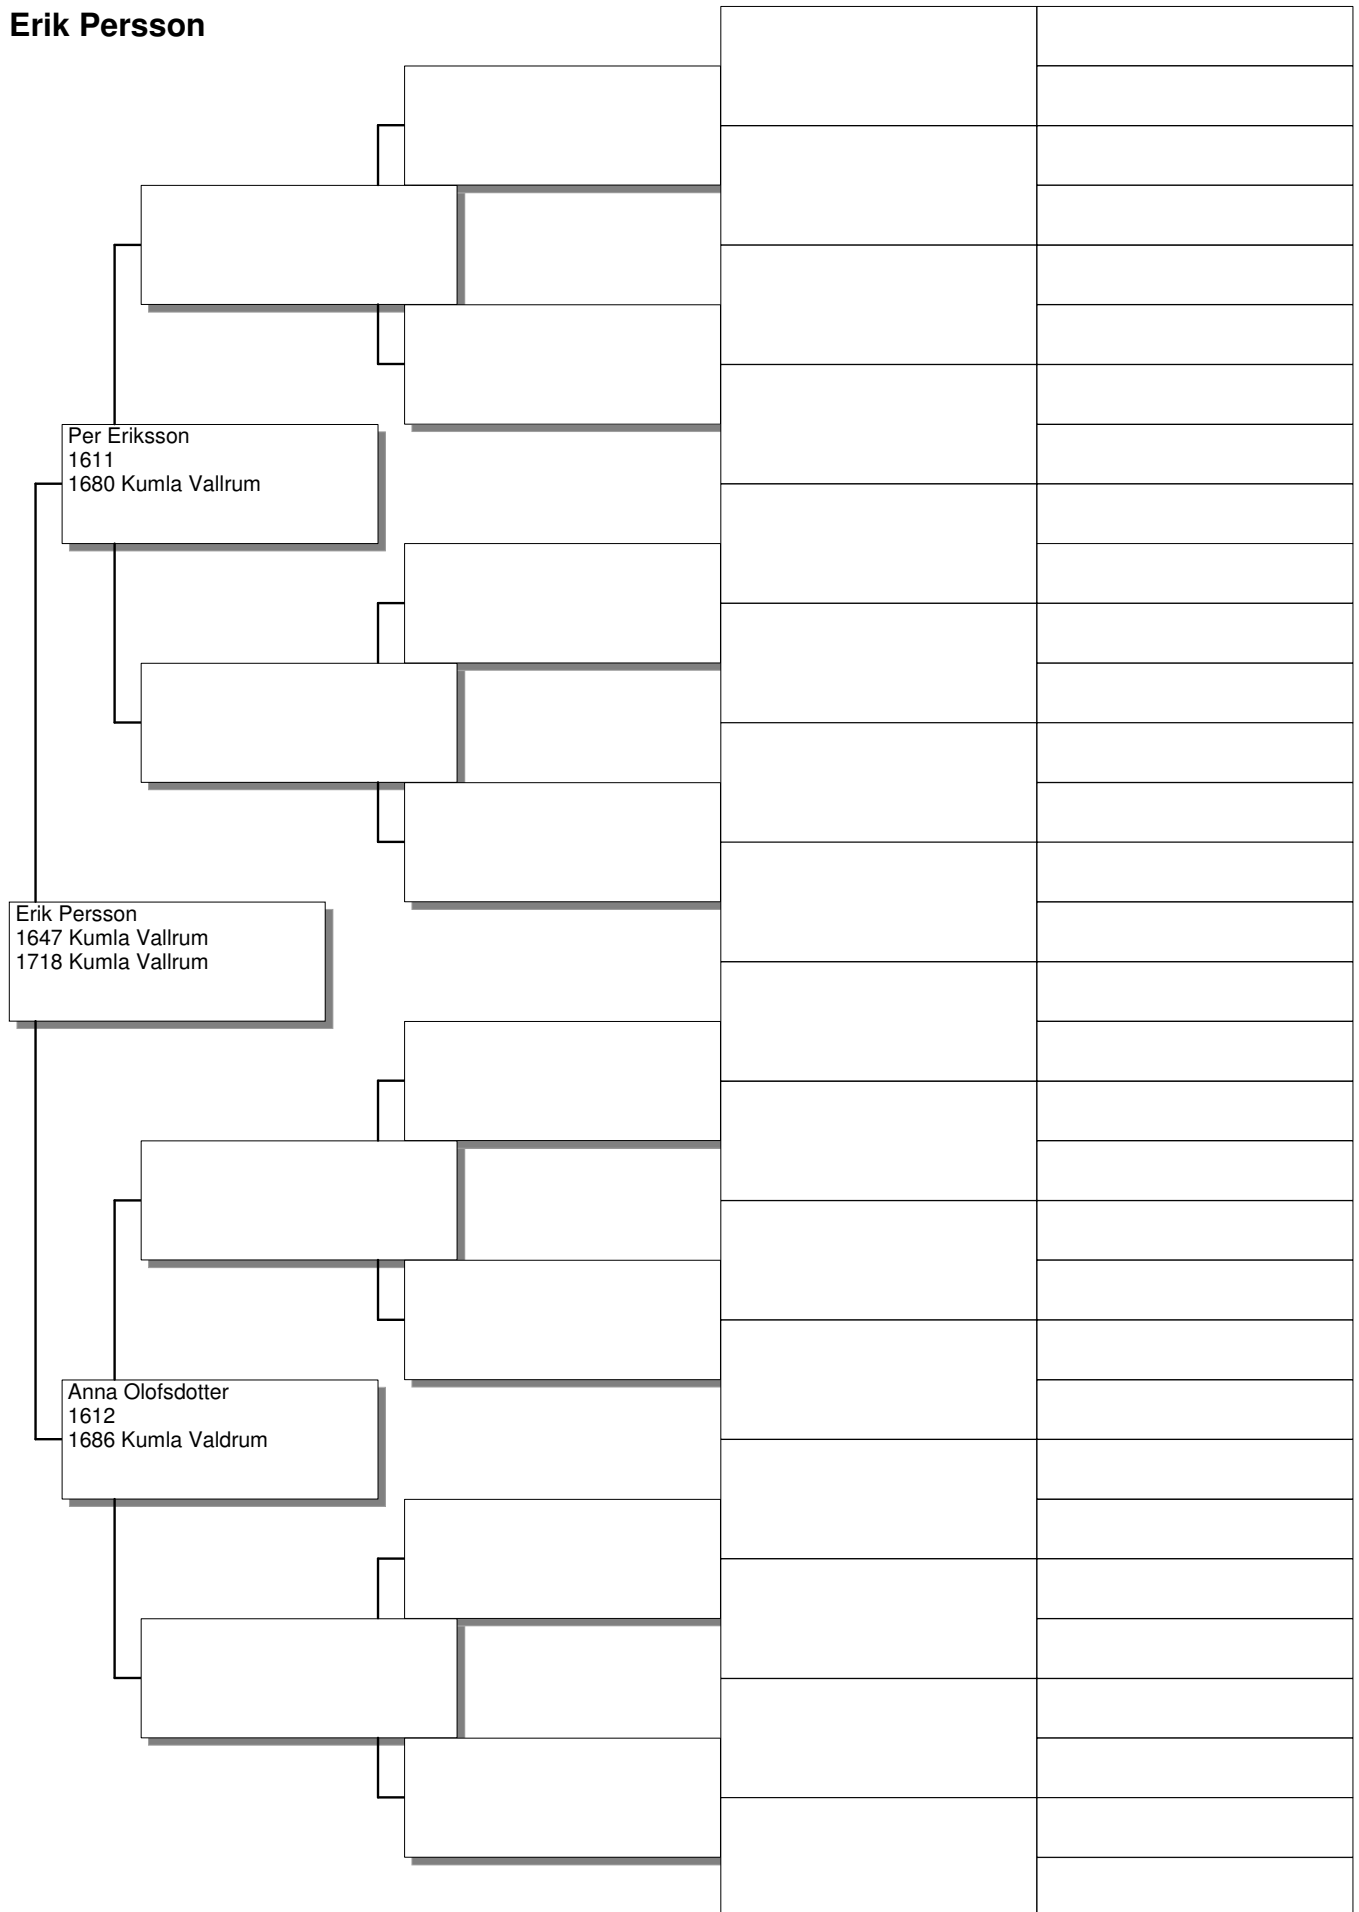 Erik Persson
Per Eriksson
1611
1680 Kumla Vallrum
Erik Persson
1647 Kumla Vallrum
1718 Kumla Vallrum
Anna Olofsdotter
1612
1686 Kumla Valdrum